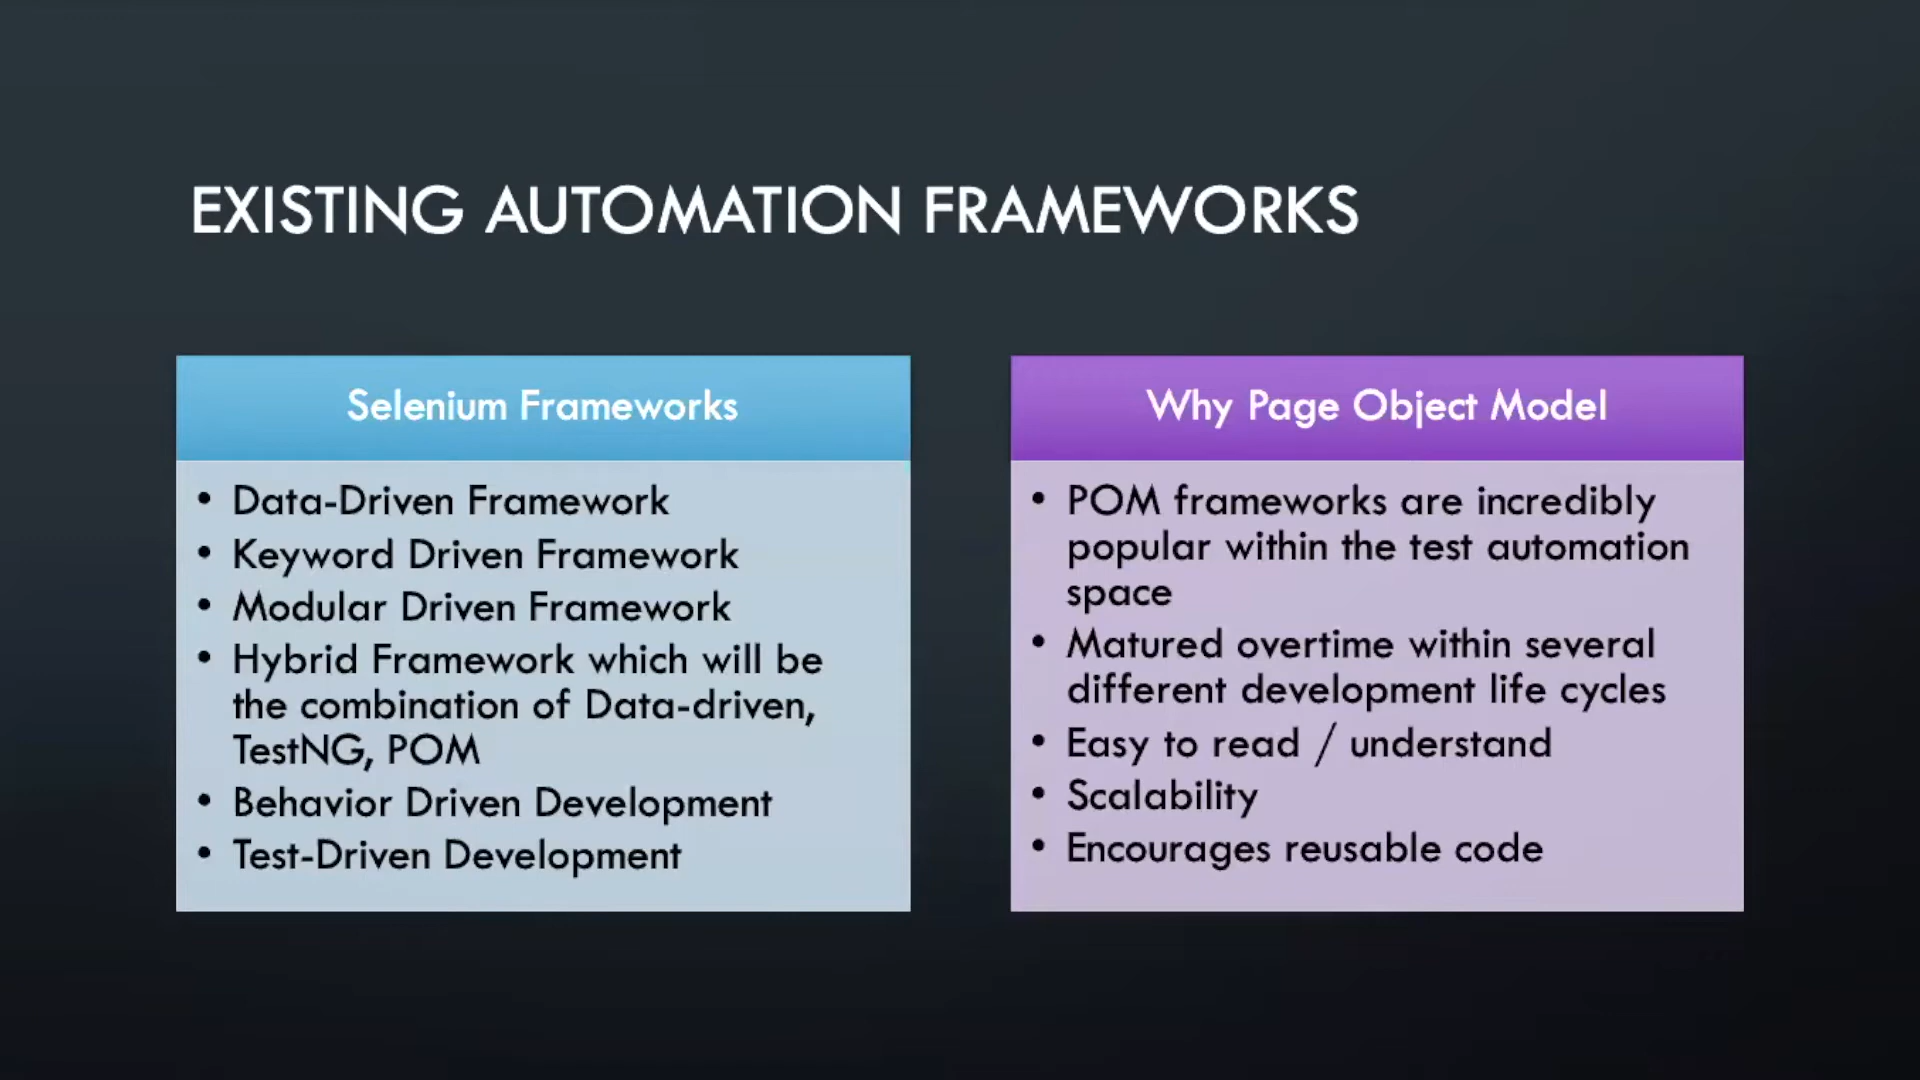 EXISTING AUTOMATION FRAMEWORKS
Selenium Frameworks
• Data-Driven Framework
• Keyword Driven Framework
• Modular Driven Framework
• Hybrid Framework which will be
the combination of Data-driven,
TestNG, POM
• Behavior Driven Development
• Test-Driven Development
Why Page Object Model
• POM frameworks are incredibly
popular within the test automation
space
• Matured overtime within several
different development life cycles
• Easy to read / understand
• Scalability
• Encourages reusable code